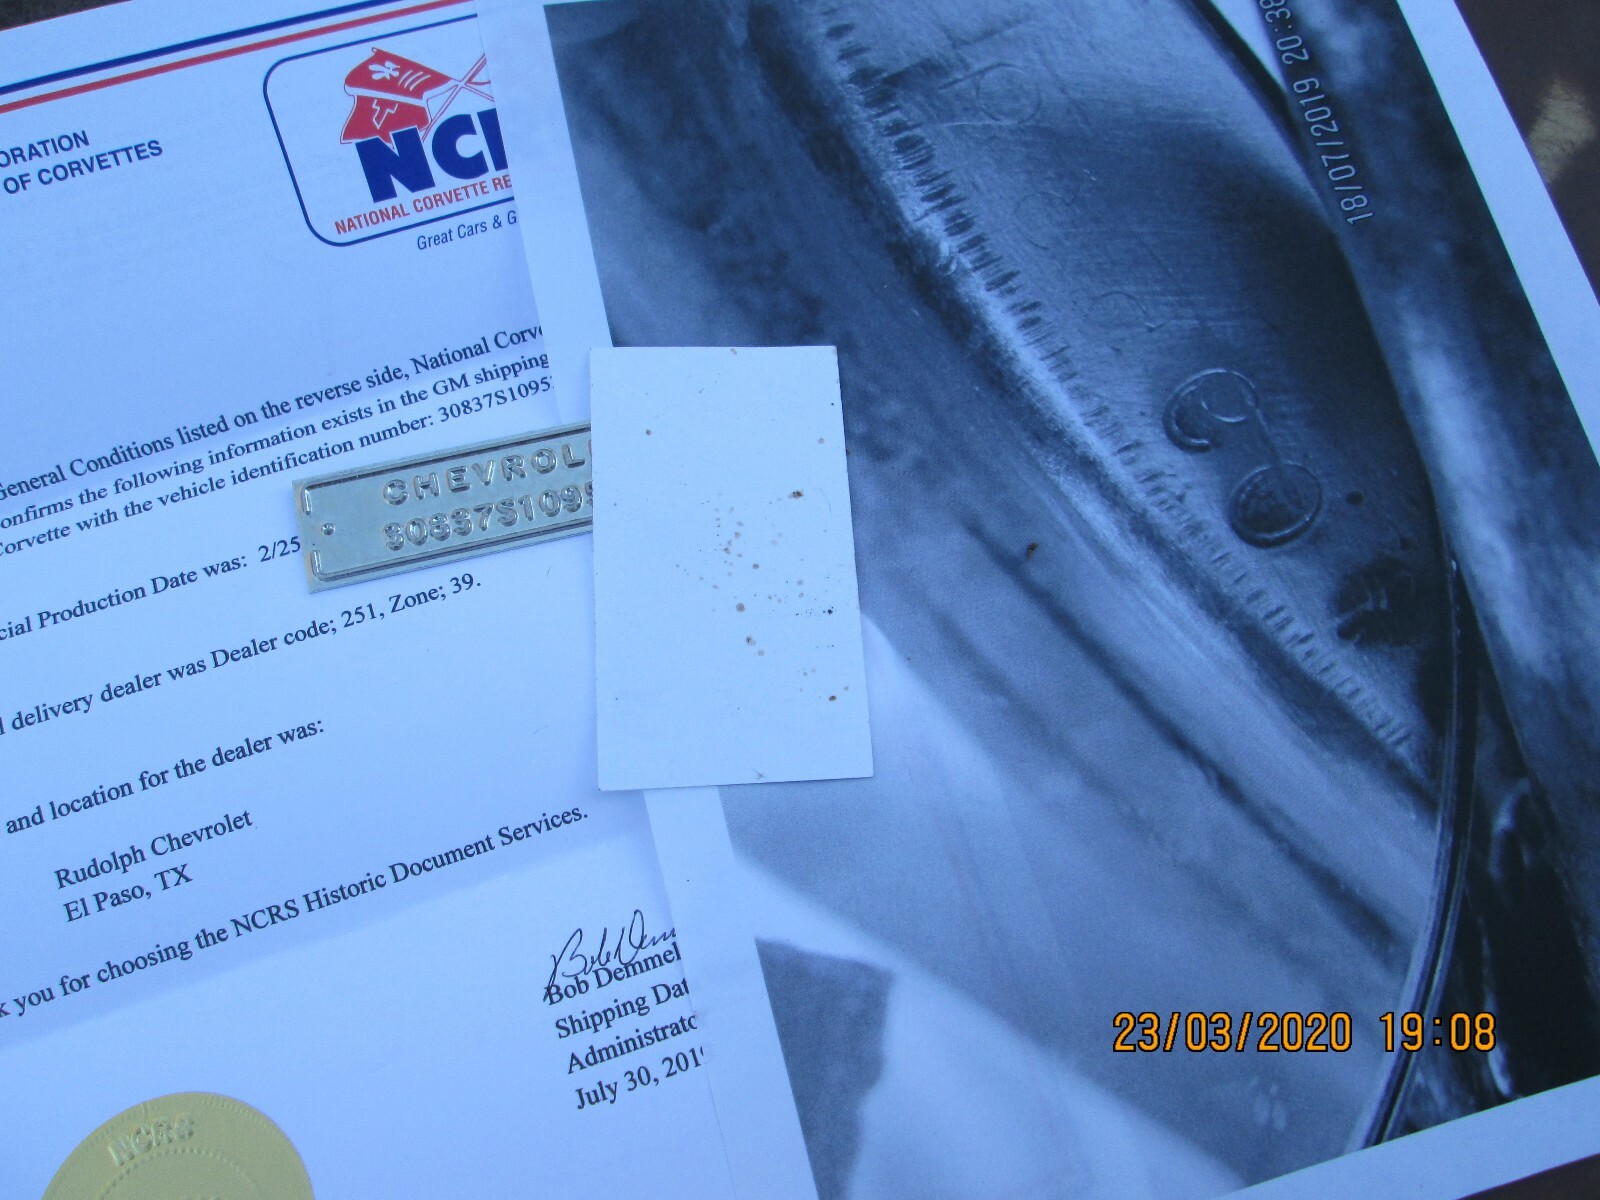 ORATION
OF CORVETTES
NCR
NATIONAL CORVETTE RE
Great Cars & G
General Conditions listed on the reverse side, National Corve
onfirms the following information exists in the GM shipping
Corvette with the vehicle identification number: 30837S1095
CHEVROL
30837S1095
cial Production Date was: 2/25
l delivery dealer was Dealer code; 251, Zone; 39.
and location for the dealer was:
Rudolph Chevrolet
El Paso, TX
k you for choosing the NCRS Historic Document Services.
Bob Dem
Bob Demmel
Shipping Dat
Administrato
July 30, 201
NCRS
18/07/2019 20:38
23/03/2020 19:08